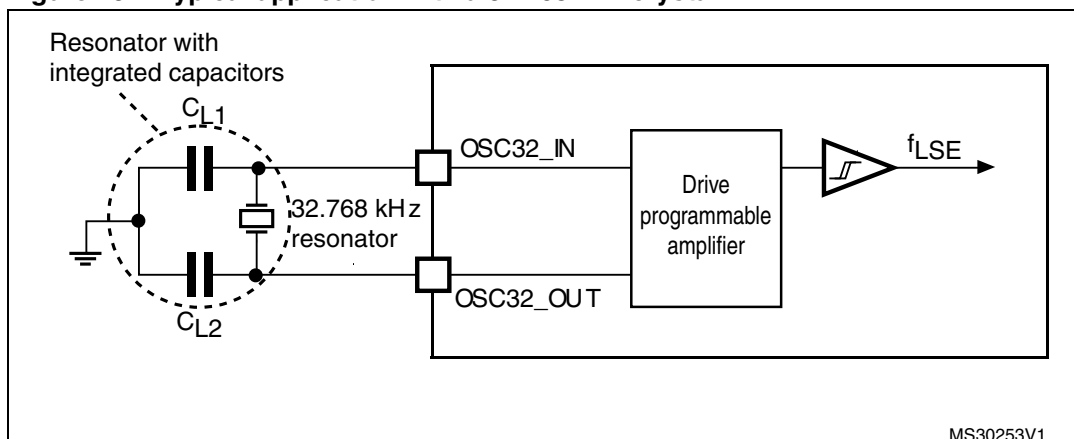 Resonator with
integrated capacitors
CL1
OSC32_IN
fLSE
32.768 kHz
resonator
Drive
programmable
amplifier
OSC32_OUT
CL2
MS30253V1